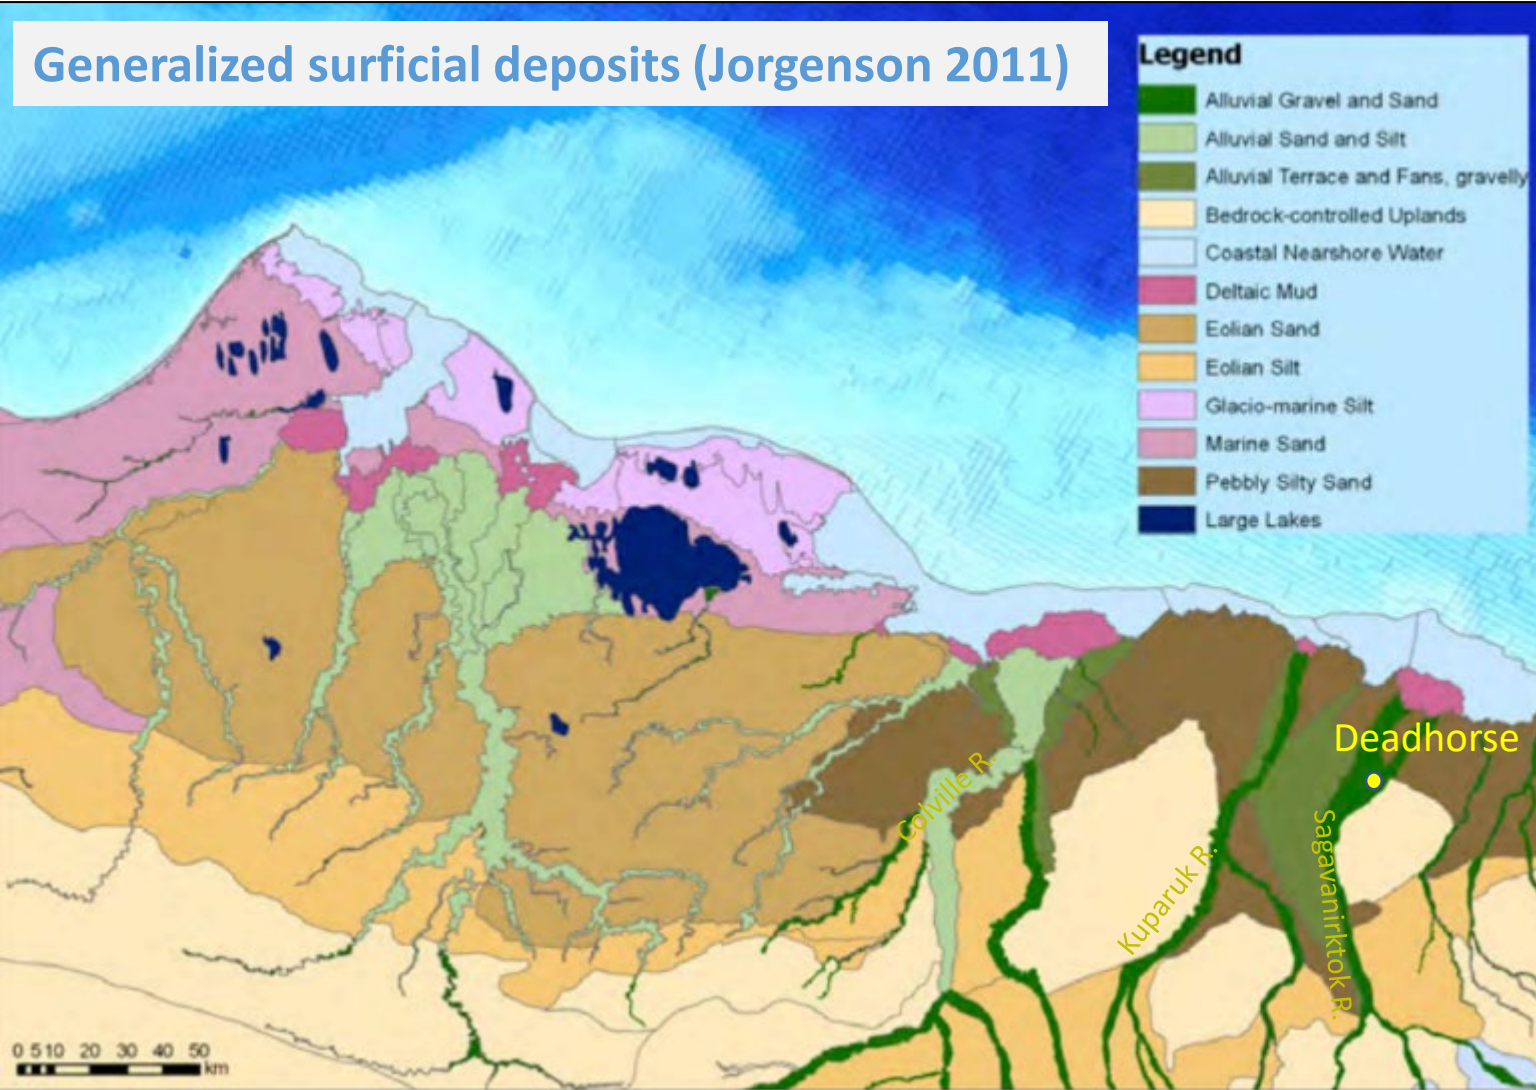 Generalized surficial deposits (Jorgenson 2011)
Legend
Alluvial Gravel and Sand
Alluvial Sand and Silt
Alluvial Terrace and Fans, gravelly
Bedrock-controlled Uplands
Coastal Nearshore Water
Deltaic Mud
Eolian Sand
Eolian Silt
Glacio-marine Silt
Marine Sand
Pebbly Silty Sand
Large Lakes
Deadhorse
Colville R.
Kuparuk R.
Sagavanirktok R.
0 5 10 20 30 40 50
km